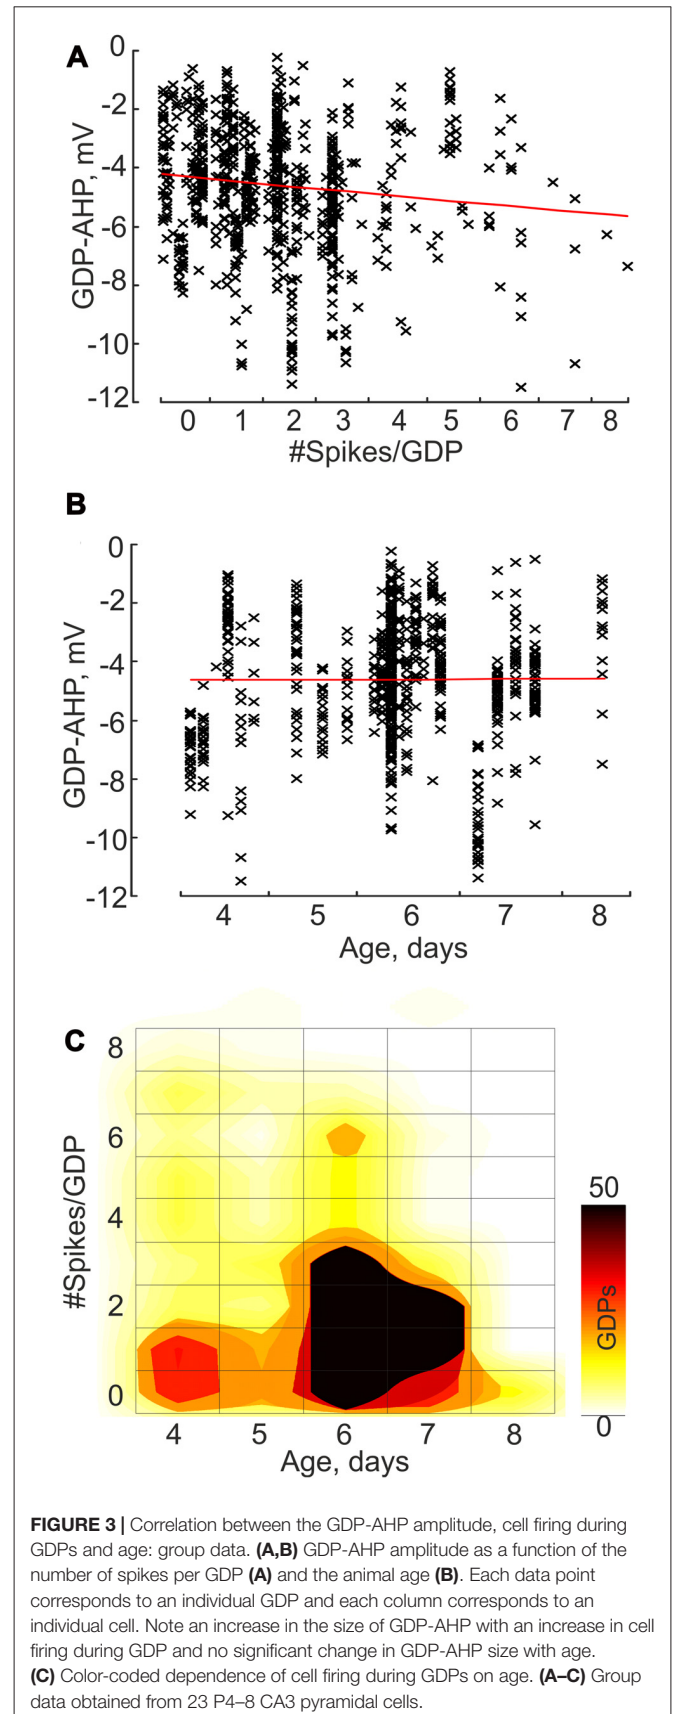 A
0
-2
-4
-6
-8
-10
-12
GDP-AHP, mV
0 1 2 3 4 5 6 7 8
#Spikes/GDP
B
0
-2
-4
-6
-8
-10
-12
GDP-AHP, mV
4 5 6 7 8
Age, days
C
8
6
4
2
0
#Spikes/GDP
4 5 6 7 8
Age, days
50
GDPs
0
FIGURE 3 | Correlation between the GDP-AHP amplitude, cell firing during
GDPs and age: group data. (A,B) GDP-AHP amplitude as a function of the
number of spikes per GDP (A) and the animal age (B). Each data point
corresponds to an individual GDP and each column corresponds to an
individual cell. Note an increase in the size of GDP-AHP with an increase in cell
firing during GDP and no significant change in GDP-AHP size with age.
(C) Color-coded dependence of cell firing during GDPs on age. (A–C) Group
data obtained from 23 P4–8 CA3 pyramidal cells.